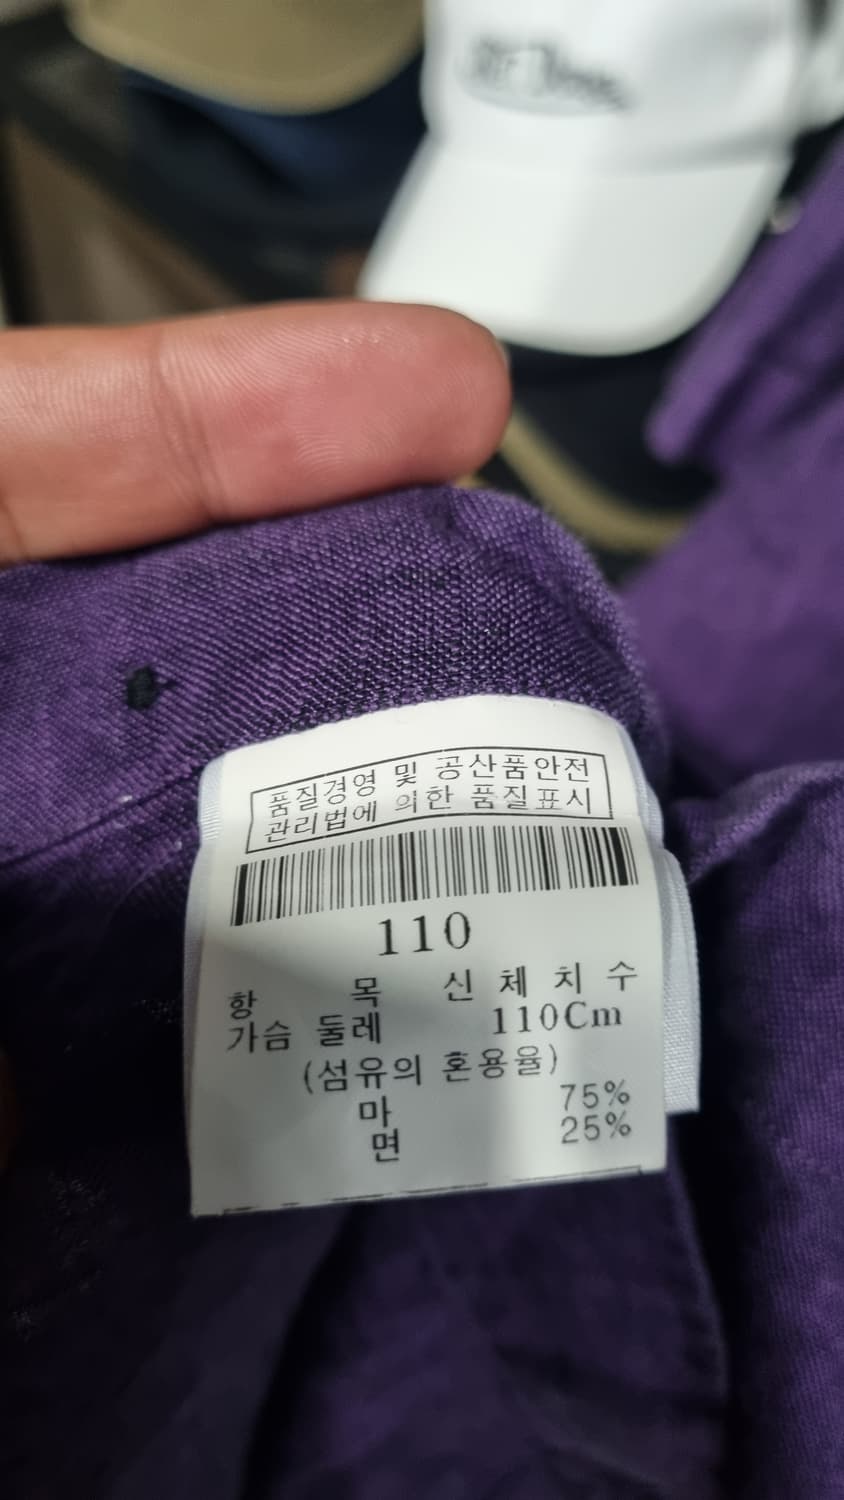 품질경영 및 공산품안전
관리법에 의한 품질표시
110
항 목 신 체 치 수
가슴 둘레 110Cm
(섬유의 혼용율)
마 75%
면 25%